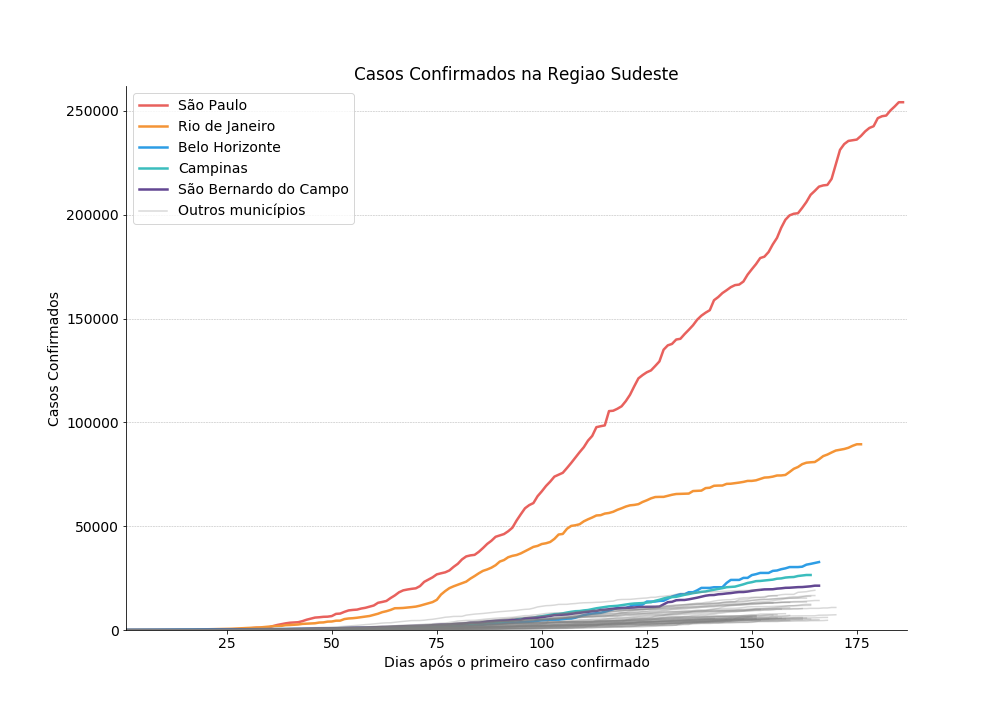 Casos Confirmados na Regiao Sudeste
São Paulo
Rio de Janeiro
Belo Horizonte
Campinas
São Bernardo do Campo
Outros municípios
Casos Confirmados
250000
200000
150000
100000
50000
0
25
50
75
100
125
150
175
Dias após o primeiro caso confirmado